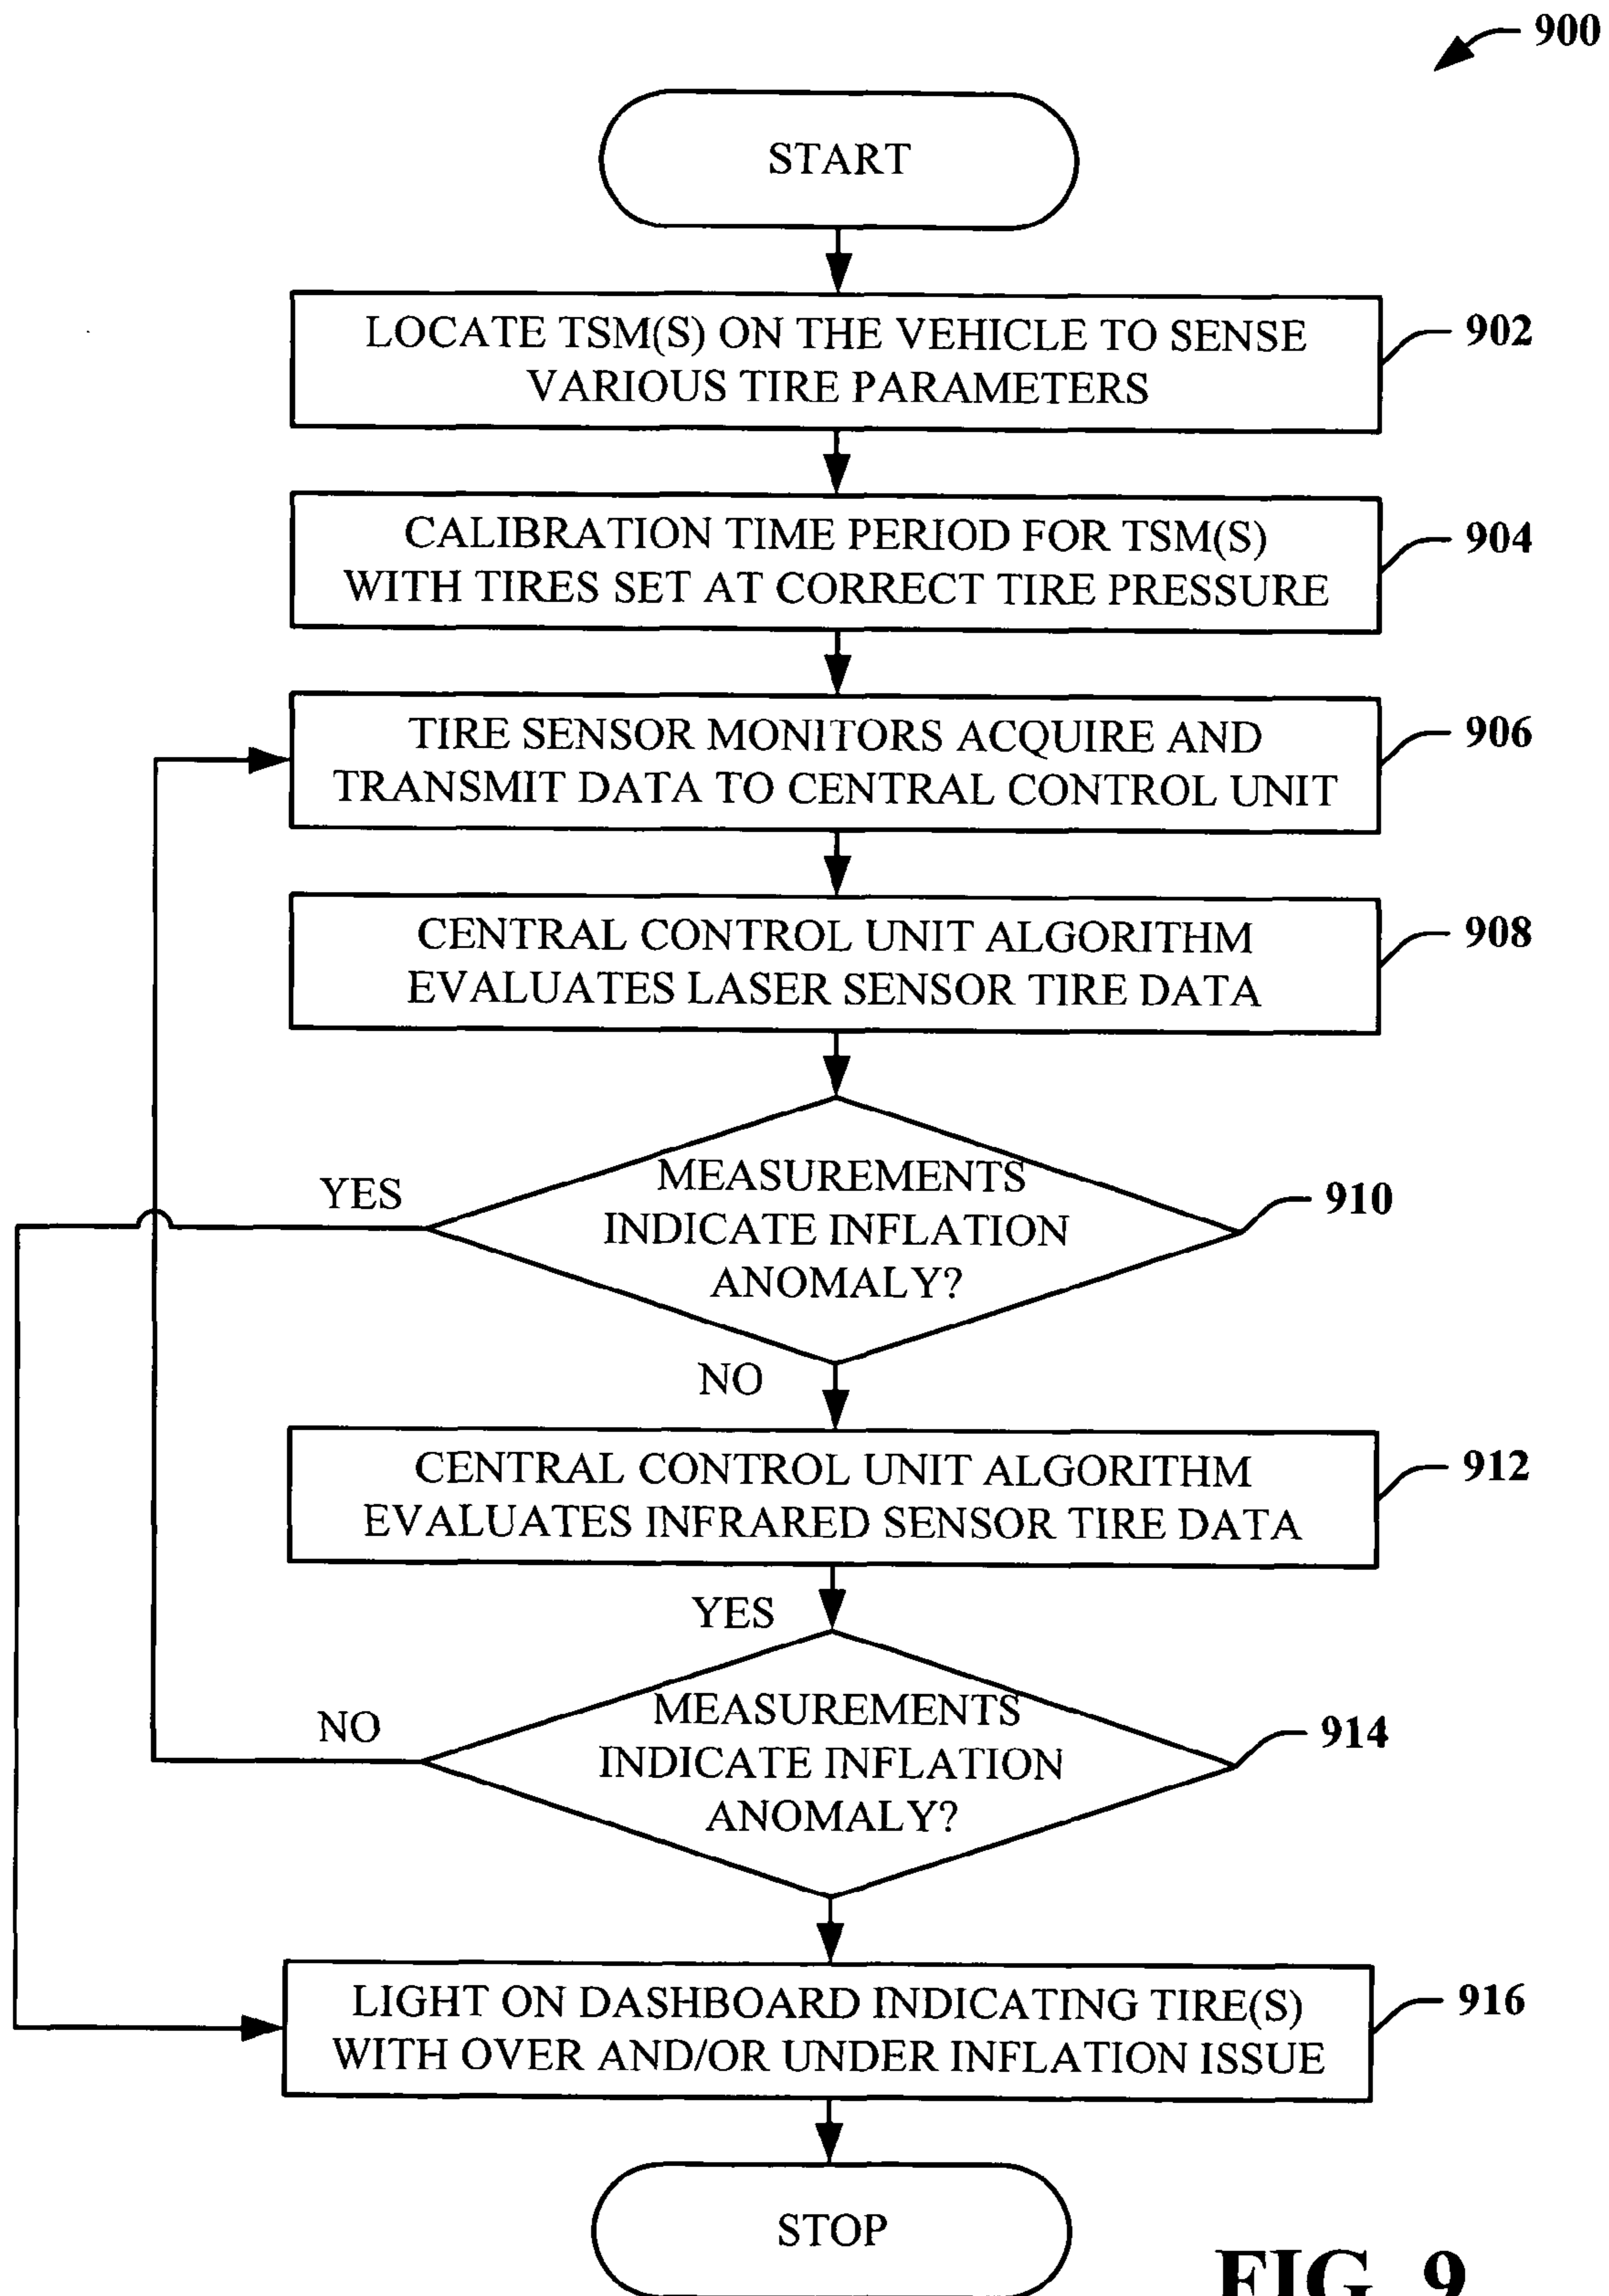 900
START
LOCATE TSM(S) ON THE VEHICLE TO SENSE
VARIOUS TIRE PARAMETERS
902
CALIBRATION TIME PERIOD FOR TSM(S)
WITH TIRES SET AT CORRECT TIRE PRESSURE
904
TIRE SENSOR MONITORS ACQUIRE AND
TRANSMIT DATA TO CENTRAL CONTROL UNIT
906
CENTRAL CONTROL UNIT ALGORITHM
EVALUATES LASER SENSOR TIRE DATA
908
YES
MEASUREMENTS
INDICATE INFLATION
ANOMALY?
910
NO
CENTRAL CONTROL UNIT ALGORITHM
EVALUATES INFRARED SENSOR TIRE DATA
912
YES
NO
MEASUREMENTS
INDICATE INFLATION
ANOMALY?
914
LIGHT ON DASHBOARD INDICATING TIRE(S)
WITH OVER AND/OR UNDER INFLATION ISSUE
916
STOP
FIG. 9